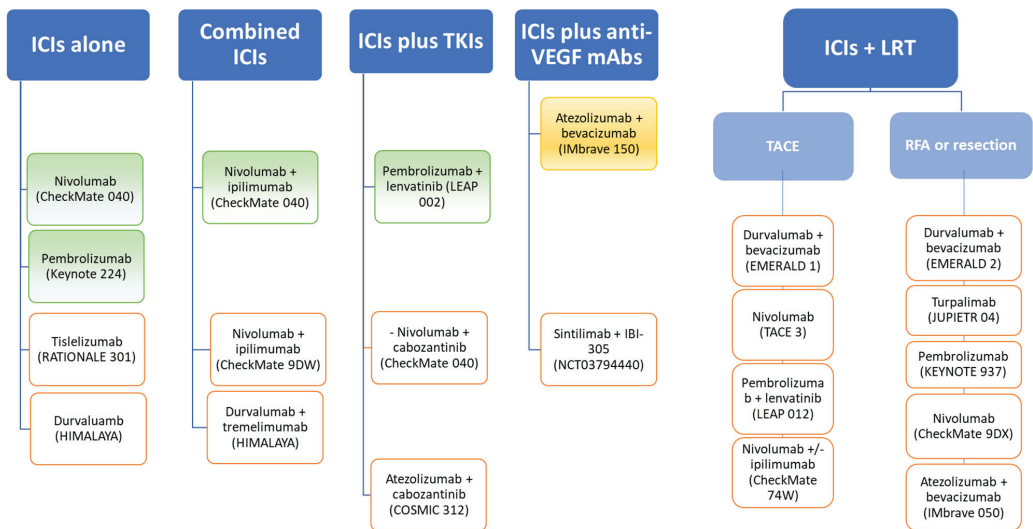 ICIs alone
Nivolumab
(CheckMate 040)
Pembrolizumab
(Keynote 224)
Tislelizumab
(RATIONALE 301)
Durvaluamb
(HIMALAYA)
Combined
ICIs
Nivolumab +
ipilimumab
(CheckMate 040)
Nivolumab +
ipilimumab
(CheckMate 9DW)
Durvalumab +
tremelimumab
(HIMALAYA)
ICIs plus TKIs
Pembrolizumab +
lenvatinib (LEAP
002)
- Nivolumab +
cabozantinib
(CheckMate 040)
Atezolizumab +
cabozantinib
(COSMIC 312)
ICIs plus anti-
VEGF mAbs
Atezolizumab +
bevacizumab
(IMbrave 150)
Sintilimab + IBI-
305
(NCT03794440)
ICIs + LRT
TACE
Durvalumab +
bevacizumab
(EMERALD 1)
Nivolumab
(TACE 3)
Pembrolizuma
b + lenvatinib
(LEAP 012)
Nivolumab +/-
ipilimumab
(CheckMate
74W)
RFA or resection
Durvalumab +
bevacizumab
(EMERALD 2)
Turpalimab
(JUPIETR 04)
Pembrolizumab
(KEYNOTE 937)
Nivolumab
(CheckMate 9DX)
Atezolizumab +
bevacizumab
(IMbrave 050)